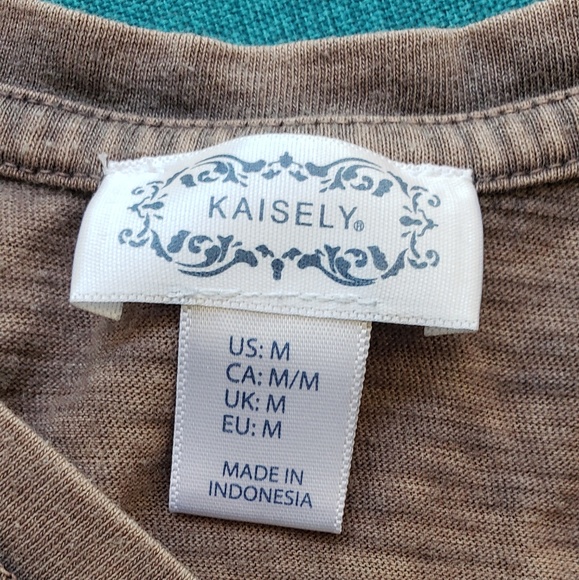 KAISELY®
US: M
CA: M/M
UK: M
EU: M
MADE IN
INDONESIA